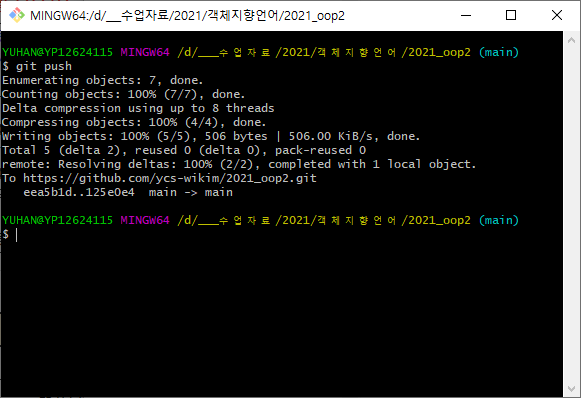 MINGW64:/d/__수업자료/2021/객체지향언어/2021_oop2
YUHAN@YP12624115 MINGW64 /d/__수업자료/2021/객체지향언어/2021_oop2 (main)
$ git push
Enumerating objects: 7, done.
Counting objects: 100% (7/7), done.
Delta compression using up to 8 threads
Compressing objects: 100% (4/4), done.
Writing objects: 100% (5/5), 506 bytes | 506.00 KiB/s, done.
Total 5 (delta 2), reused 0 (delta 0), pack-reused 0
remote: Resolving deltas: 100% (2/2), completed with 1 local object.
To https://github.com/ycs-wikim/2021_oop2.git
   eea5b1d..125e0e4  main -> main
YUHAN@YP12624115 MINGW64 /d/__수업자료/2021/객체지향언어/2021_oop2 (main)
$